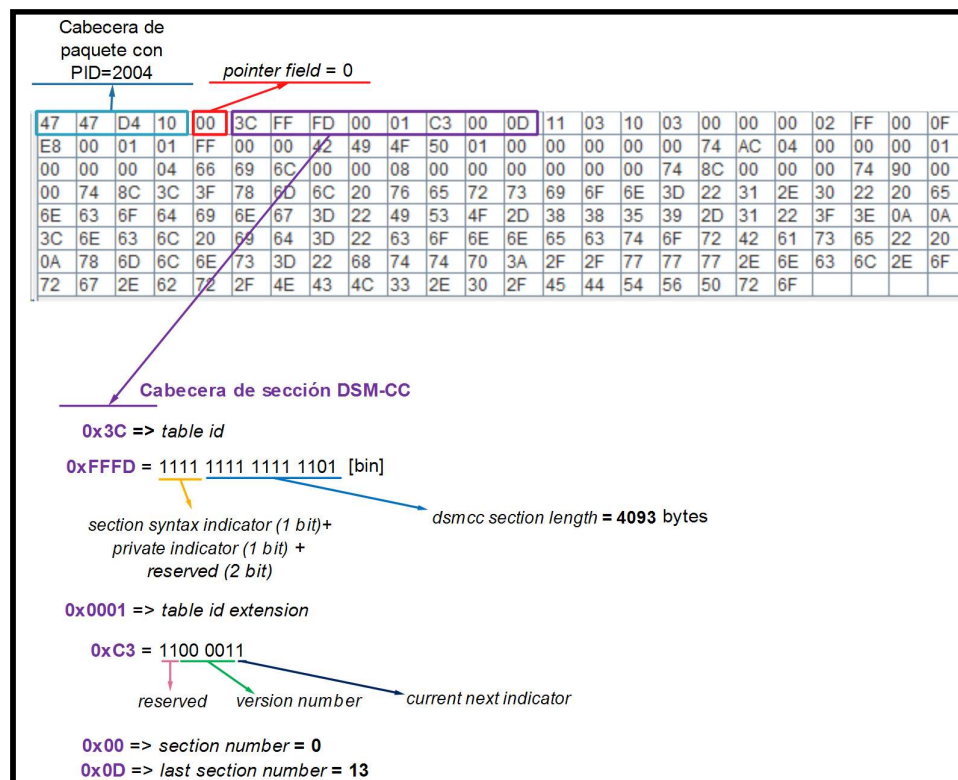 Cabecera de
paquete con
PID=2004
pointer field = 0
47 47 D4 10 00 3C FF FD 00 01 C3 00 0D 11 03 10 03 00 00 00 02 FF 00 0F
E8 00 01 01 FF 00 00 42 49 4F 50 01 00 00 00 00 00 74 AC 04 00 00 00 01
00 00 00 04 66 69 6C 00 00 08 00 00 00 00 00 00 74 8C 00 00 00 74 90 00
00 74 8C 3C 3F 78 6D 6C 20 76 65 72 73 69 6F 6E 3D 22 31 2E 30 22 20 65
6E 63 6F 64 69 6E 67 3D 22 49 53 4F 2D 38 38 35 39 2D 31 22 3F 3E 0A 0A
3C 6E 63 6C 20 69 64 3D 22 63 6F 6E 6E 65 63 74 6F 72 42 61 73 65 22 20
0A 78 6D 6C 6E 73 3D 22 68 74 74 70 3A 2F 2F 77 77 77 2E 6E 63 6C 2E 6F
72 67 2E 62 72 2F 4E 43 4C 33 2E 30 2F 45 44 54 56 50 72 6F
Cabecera de sección DSM-CC
0x3C => table id
0xFFFD = 1111 1111 1111 1101 [bin]
dsmcc section length = 4093 bytes
section syntax indicator (1 bit)+
private indicator (1 bit) +
reserved (2 bit)
0x0001 => table id extension
0xC3 = 1100 0011
reserved version number current next indicator
0x00 => section number = 0
0x0D => last section number = 13